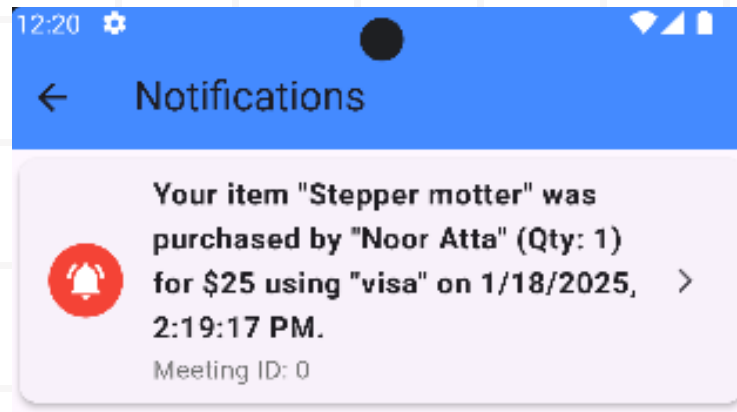 12:20
Notifications
Your item "Stepper motter" was
purchased by "Noor Atta" (Qty: 1)
for $25 using "visa" on 1/18/2025,
2:19:17 PM.
Meeting ID: 0